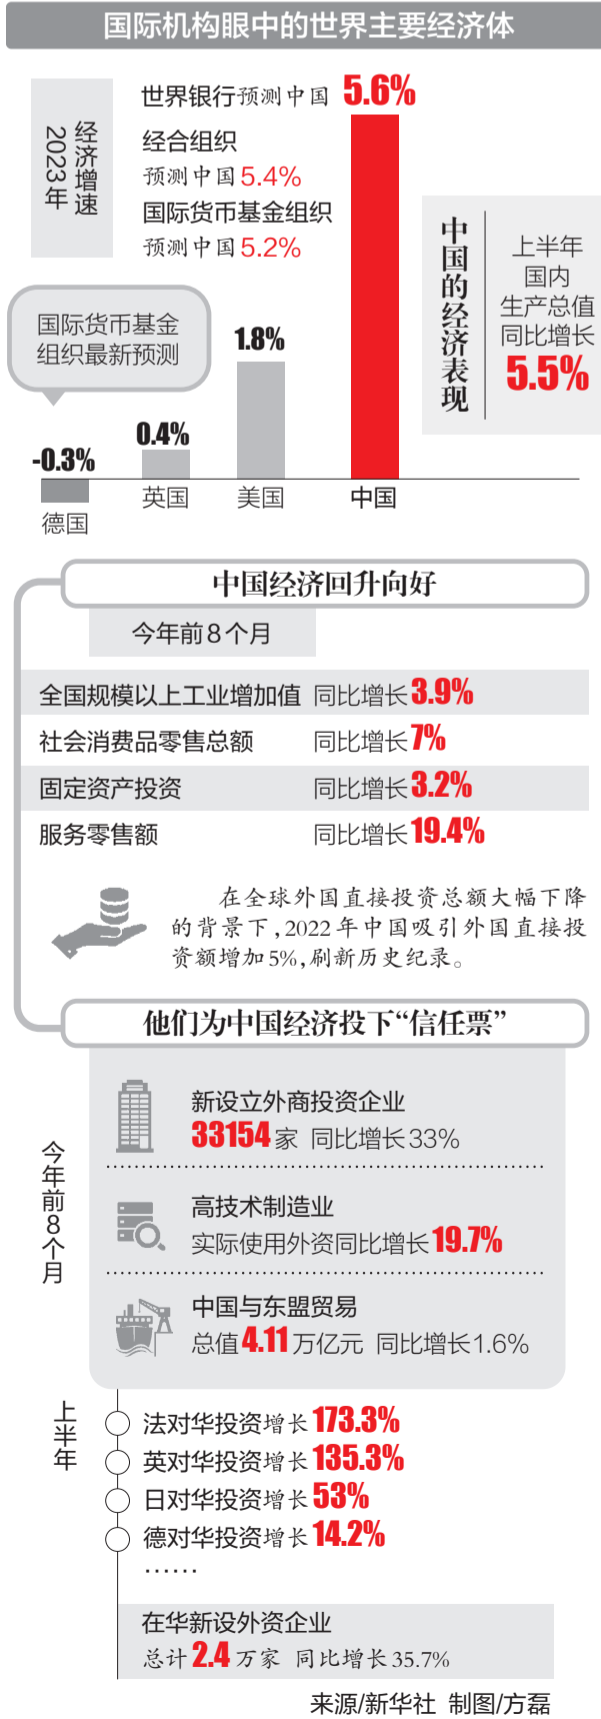 国际机构眼中的世界主要经济体
2023年
经济增速
世界银行预测中国 5.6%
经合组织
预测中国5.4%
国际货币基金组织
预测中国5.2%
中国的经济表现
上半年
国内
生产总值
同比增长
5.5%
国际货币基金
组织最新预测
-0.3%
0.4%
1.8%
德国
英国
美国
中国
中国经济回升向好
今年前8个月
全国规模以上工业增加值 同比增长3.9%
社会消费品零售总额 同比增长7%
固定资产投资 同比增长3.2%
服务零售额 同比增长19.4%
在全球外国直接投资总额大幅下降
的背景下,2022年中国吸引外国直接投
资额增加5%,刷新历史纪录。
他们为中国经济投下“信任票”
今年前8个月
新设立外商投资企业
33154家 同比增长33%
高技术制造业
实际使用外资同比增长19.7%
中国与东盟贸易
总值4.11万亿元 同比增长1.6%
上半年
法对华投资增长173.3%
英对华投资增长135.3%
日对华投资增长53%
德对华投资增长14.2%
……
在华新设外资企业
总计2.4万家 同比增长35.7%
来源/新华社 制图/方磊